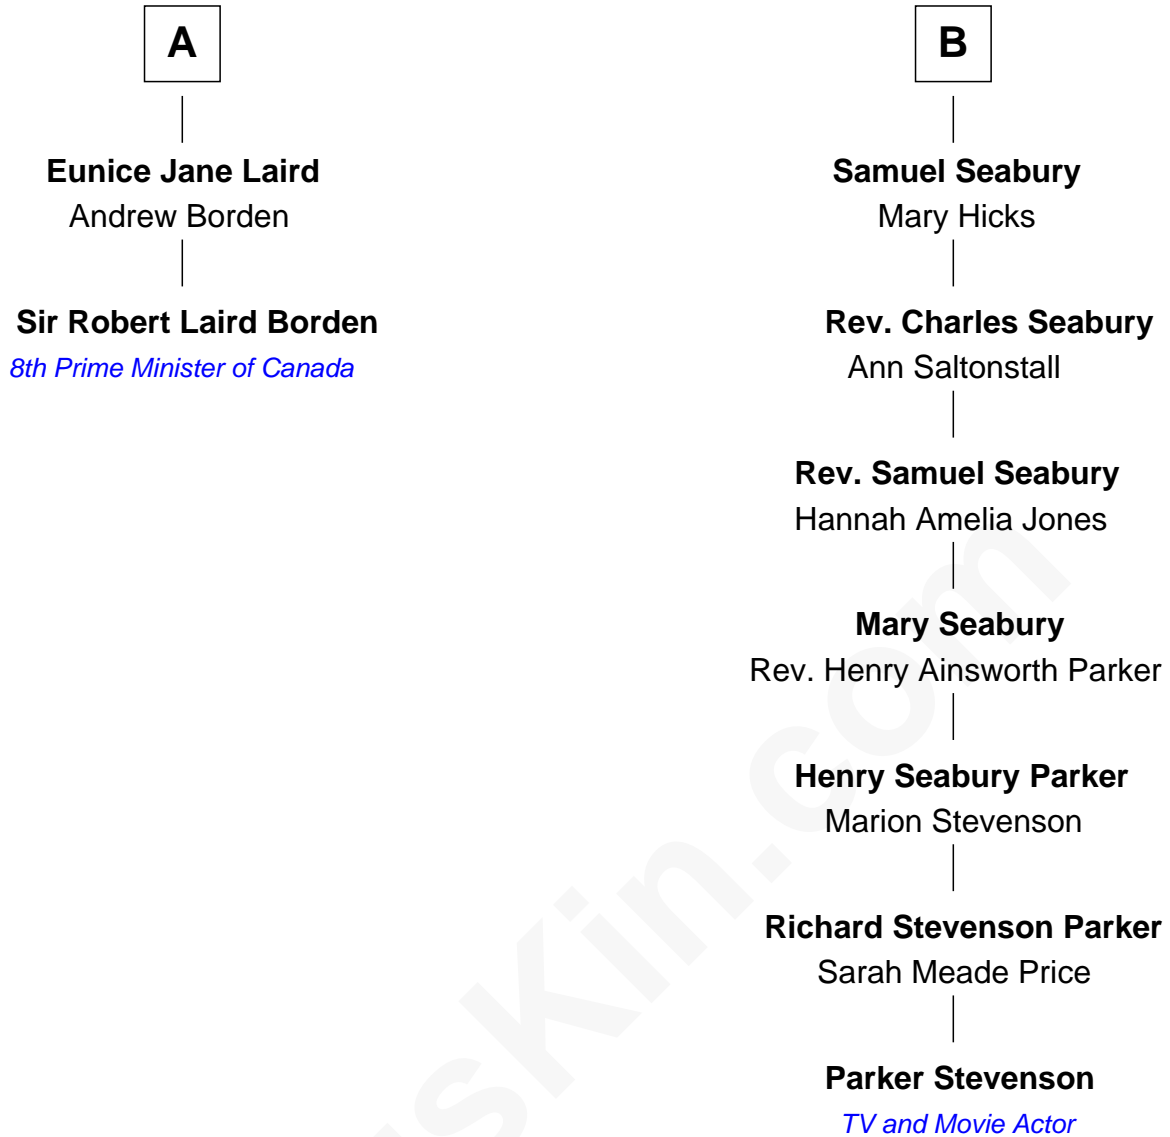 A
Eunice Jane Laird
Andrew Borden
Sir Robert Laird Borden
8th Prime Minister of Canada
B
Samuel Seabury
Mary Hicks
Rev. Charles Seabury
Ann Saltonstall
Rev. Samuel Seabury
Hannah Amelia Jones
Mary Seabury
Rev. Henry Ainsworth Parker
Henry Seabury Parker
Marion Stevenson
Richard Stevenson Parker
Sarah Meade Price
Parker Stevenson
TV and Movie Actor
sKin.com